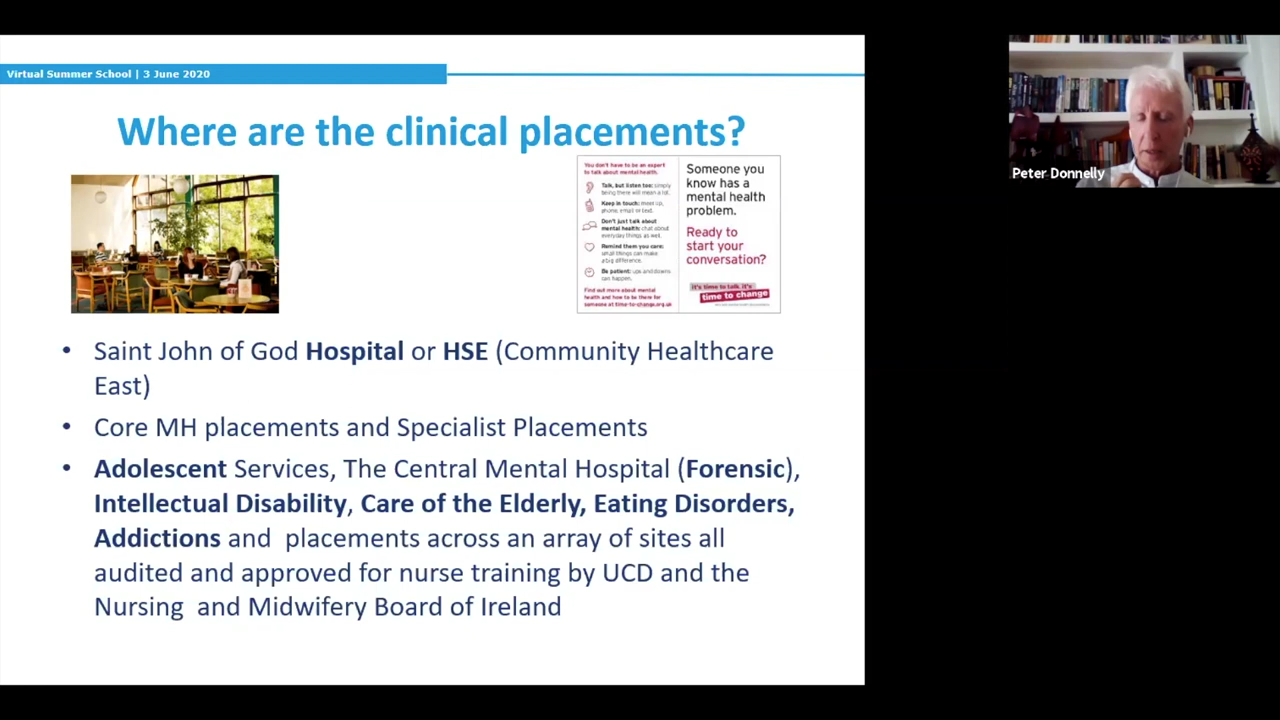 Virtual Summer School | 3 June 2020
Where are the clinical placements?
You don't have to be an expert
to talk about mental health.
Talk, but listen too: simply
being there will mean a lot.
Keep in touch: meet up,
phone, email or text.
Don't just talk about
mental health: chat about
everyday things as well.
Remind them you care:
small things can make
a big difference.
Be patient: ups and downs
can happen.
Find out more about mental
health and how to be there for
someone at time-to-change.org.uk
Someone you
know has a
mental health
problem.
Ready to
start your
conversation?
it's time to talk. it's
time to change
• Saint John of God Hospital or HSE (Community Healthcare
East)
• Core MH placements and Specialist Placements
• Adolescent Services, The Central Mental Hospital (Forensic),
Intellectual Disability, Care of the Elderly, Eating Disorders,
Addictions and placements across an array of sites all
audited and approved for nurse training by UCD and the
Nursing and Midwifery Board of Ireland
Peter Donnelly